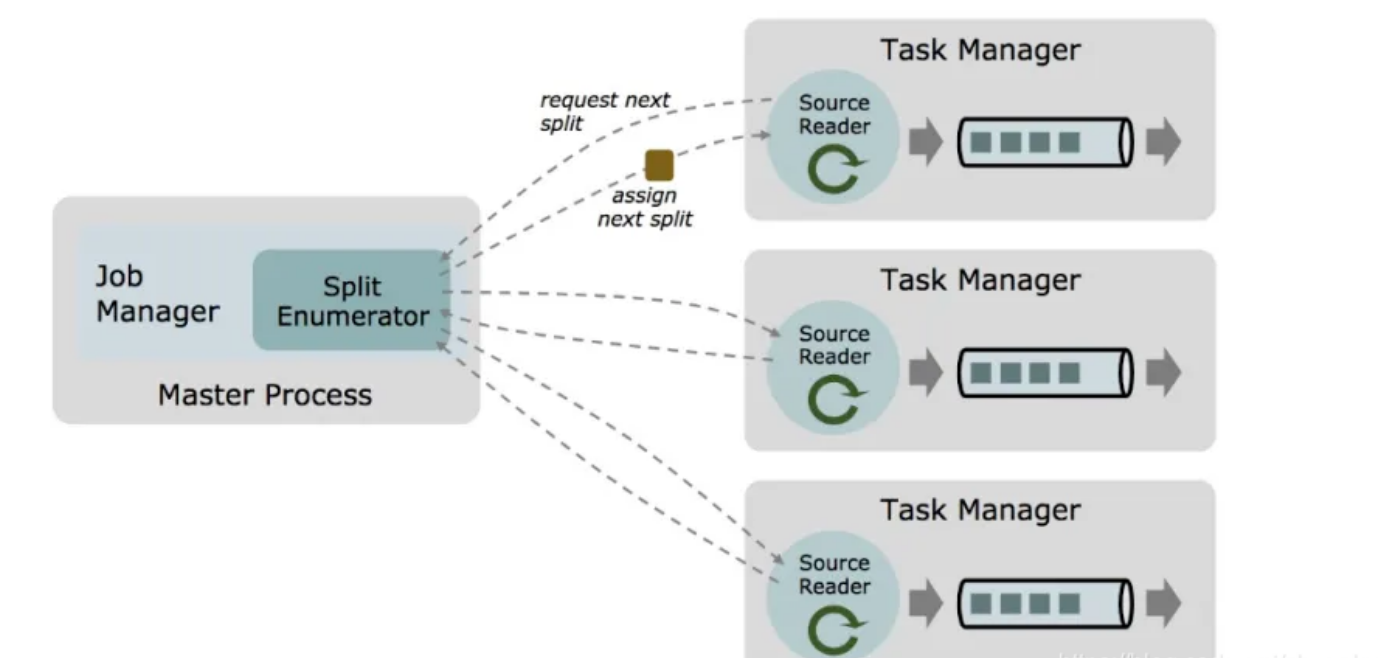 Task Manager
request next
split
Source
Reader
assign
next split
Job
Manager
Split
Enumerator
Master Process
Task Manager
Source
Reader
Task Manager
Source
Reader